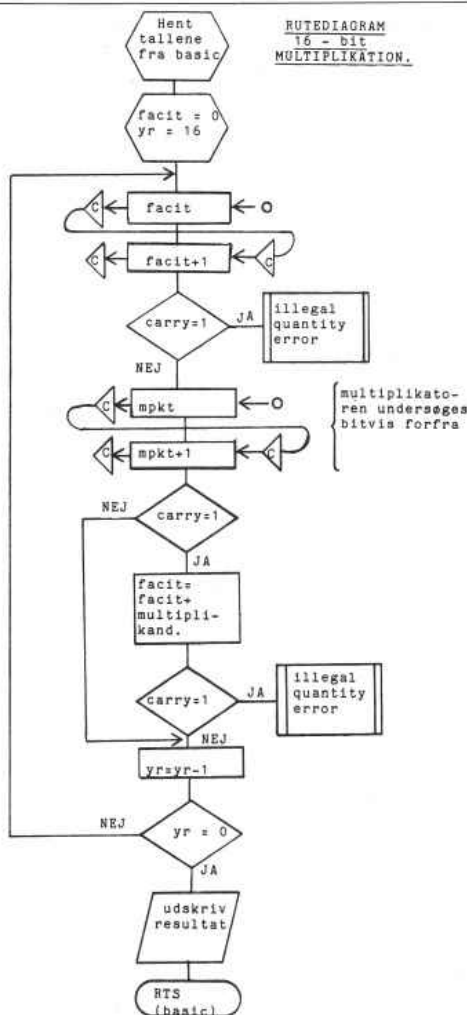 Hent
tallene
fra basic
RUTEDIAGRAM
16 - bit
MULTIPLIKATION.
facit = 0
yr = 16
C
facit
O
C
facit+1
C
carry=1
JA
illegal
quantity
error
NEJ
C
mpkt
O
C
mpkt+1
C
multiplikato-
ren undersøges
bitvis forfra
NEJ
carry=1
JA
facit=
facit+
multipli-
kand.
carry=1
JA
illegal
quantity
error
NEJ
yr=yr-1
NEJ
yr = 0
JA
udskriv
resultat
RTS
(basic)